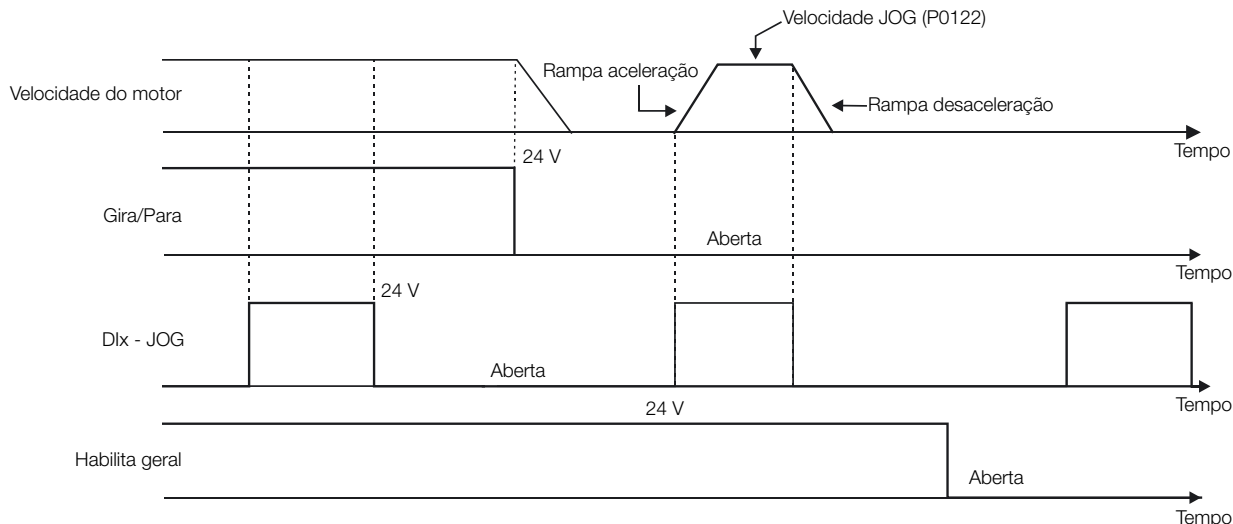 Velocidade JOG (P0122)
Rampa aceleração
Velocidade do motor
Rampa desaceleração
Tempo
24 V
Gira/Para
Aberta
Tempo
24 V
DIx - JOG
Aberta
Tempo
24 V
Habilita geral
Aberta
Tempo